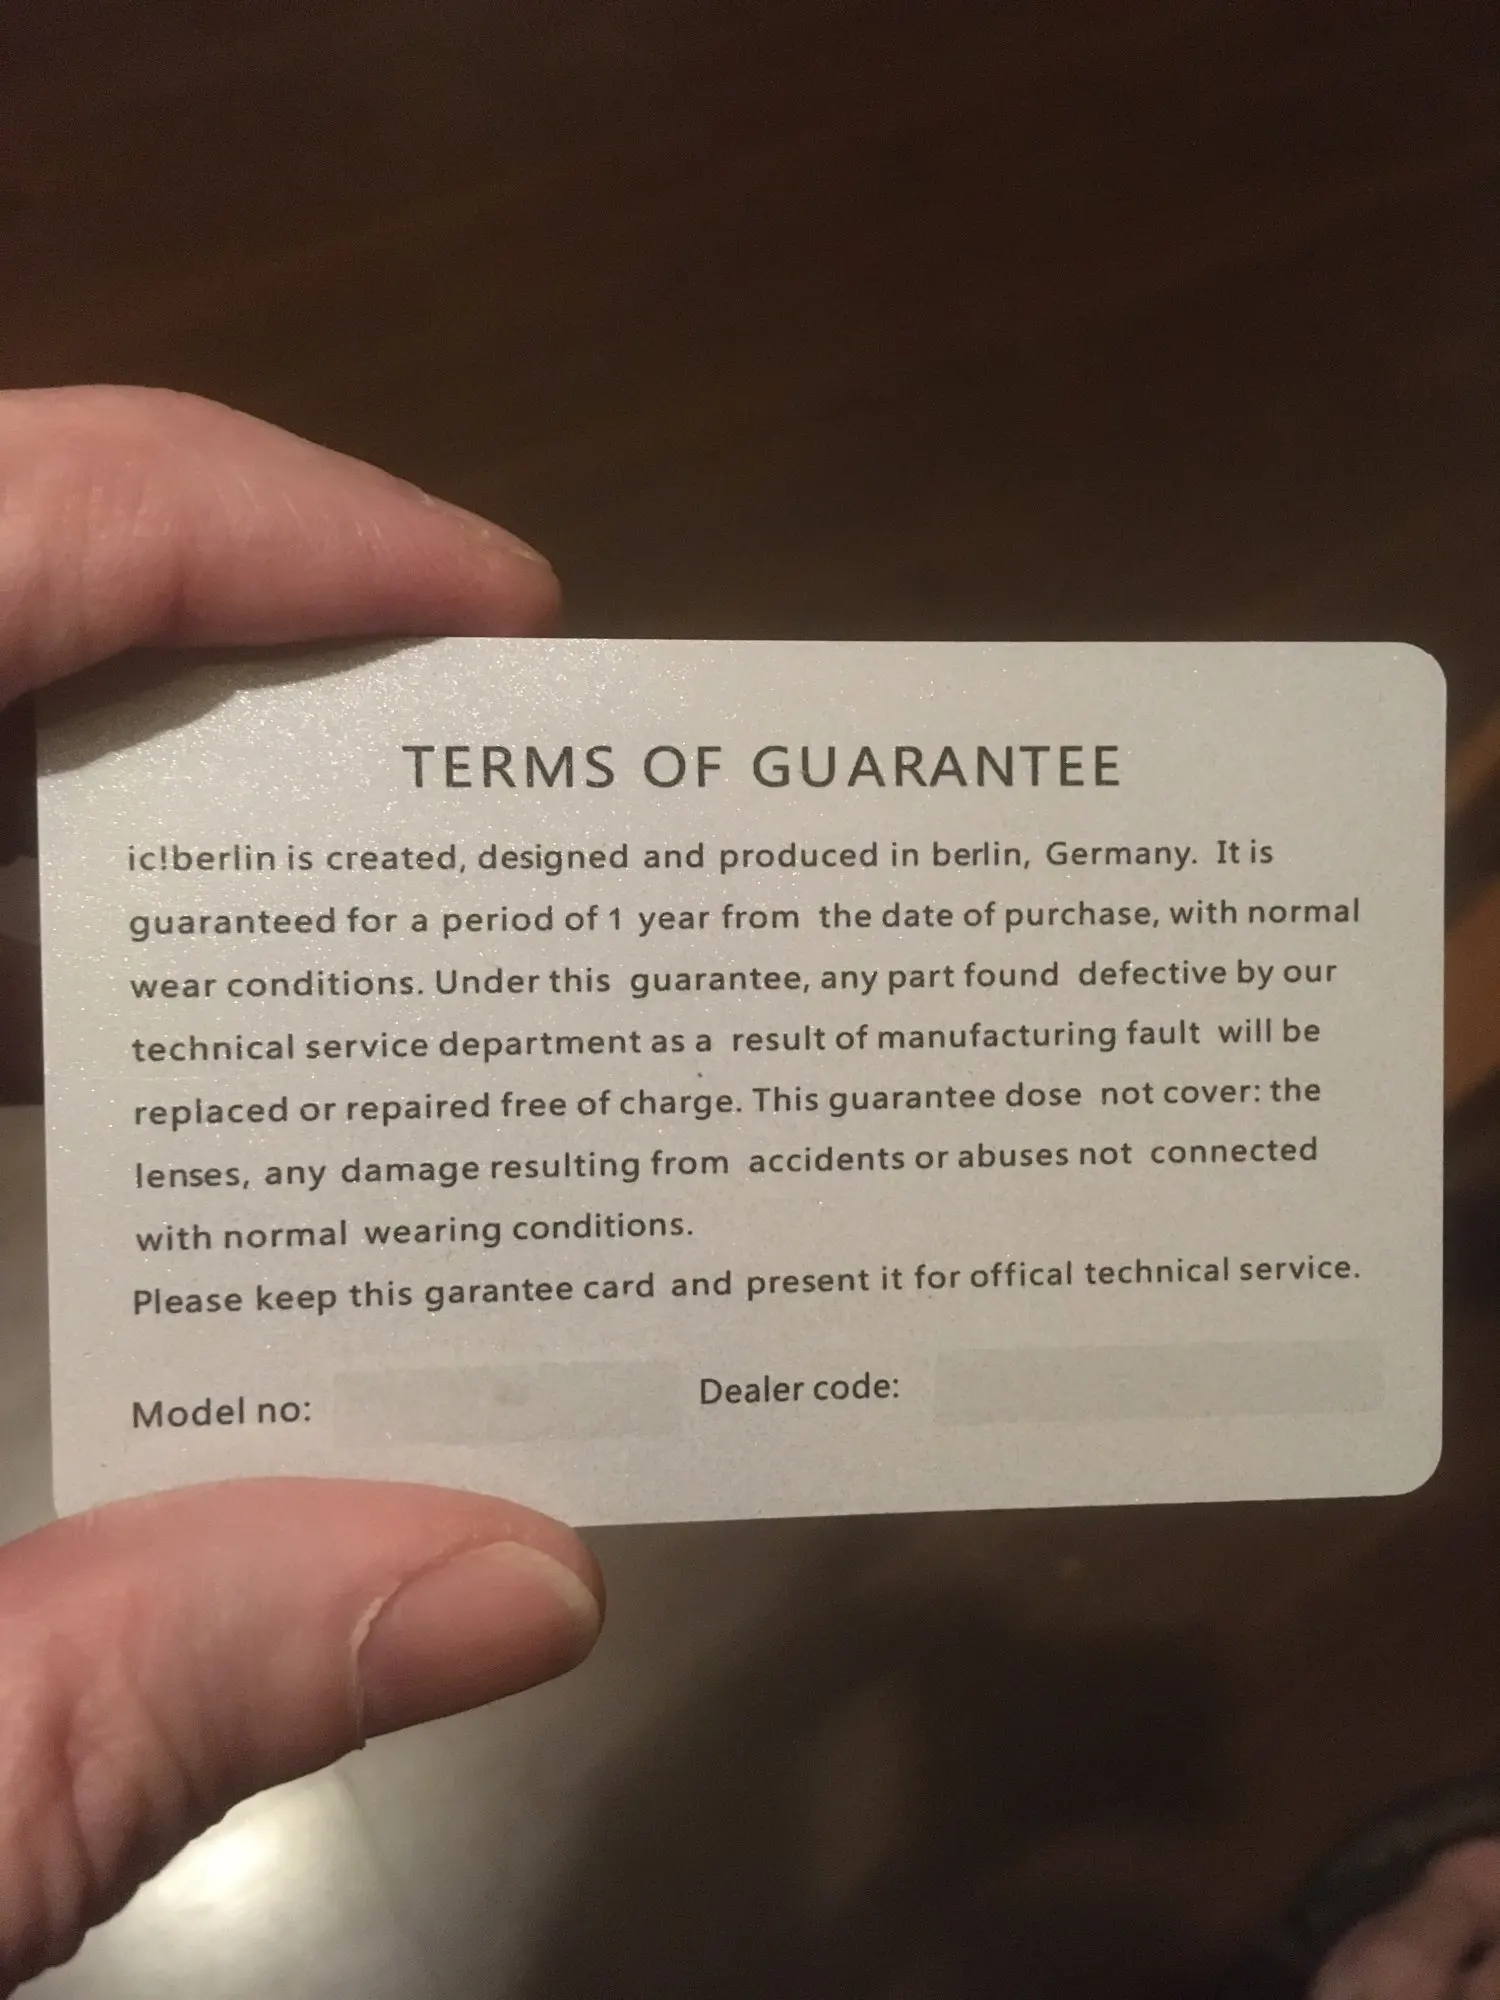 TERMS OF GUARANTEE
ic!berlin is created, designed and produced in berlin, Germany. It is
guaranteed for a period of 1 year from the date of purchase, with normal
wear conditions. Under this guarantee, any part found defective by our
technical service department as a result of manufacturing fault will be
replaced or repaired free of charge. This guarantee dose not cover: the
lenses, any damage resulting from accidents or abuses not connected
with normal wearing conditions.
Please keep this garantee card and present it for offical technical service.
Model no: Dealer code: